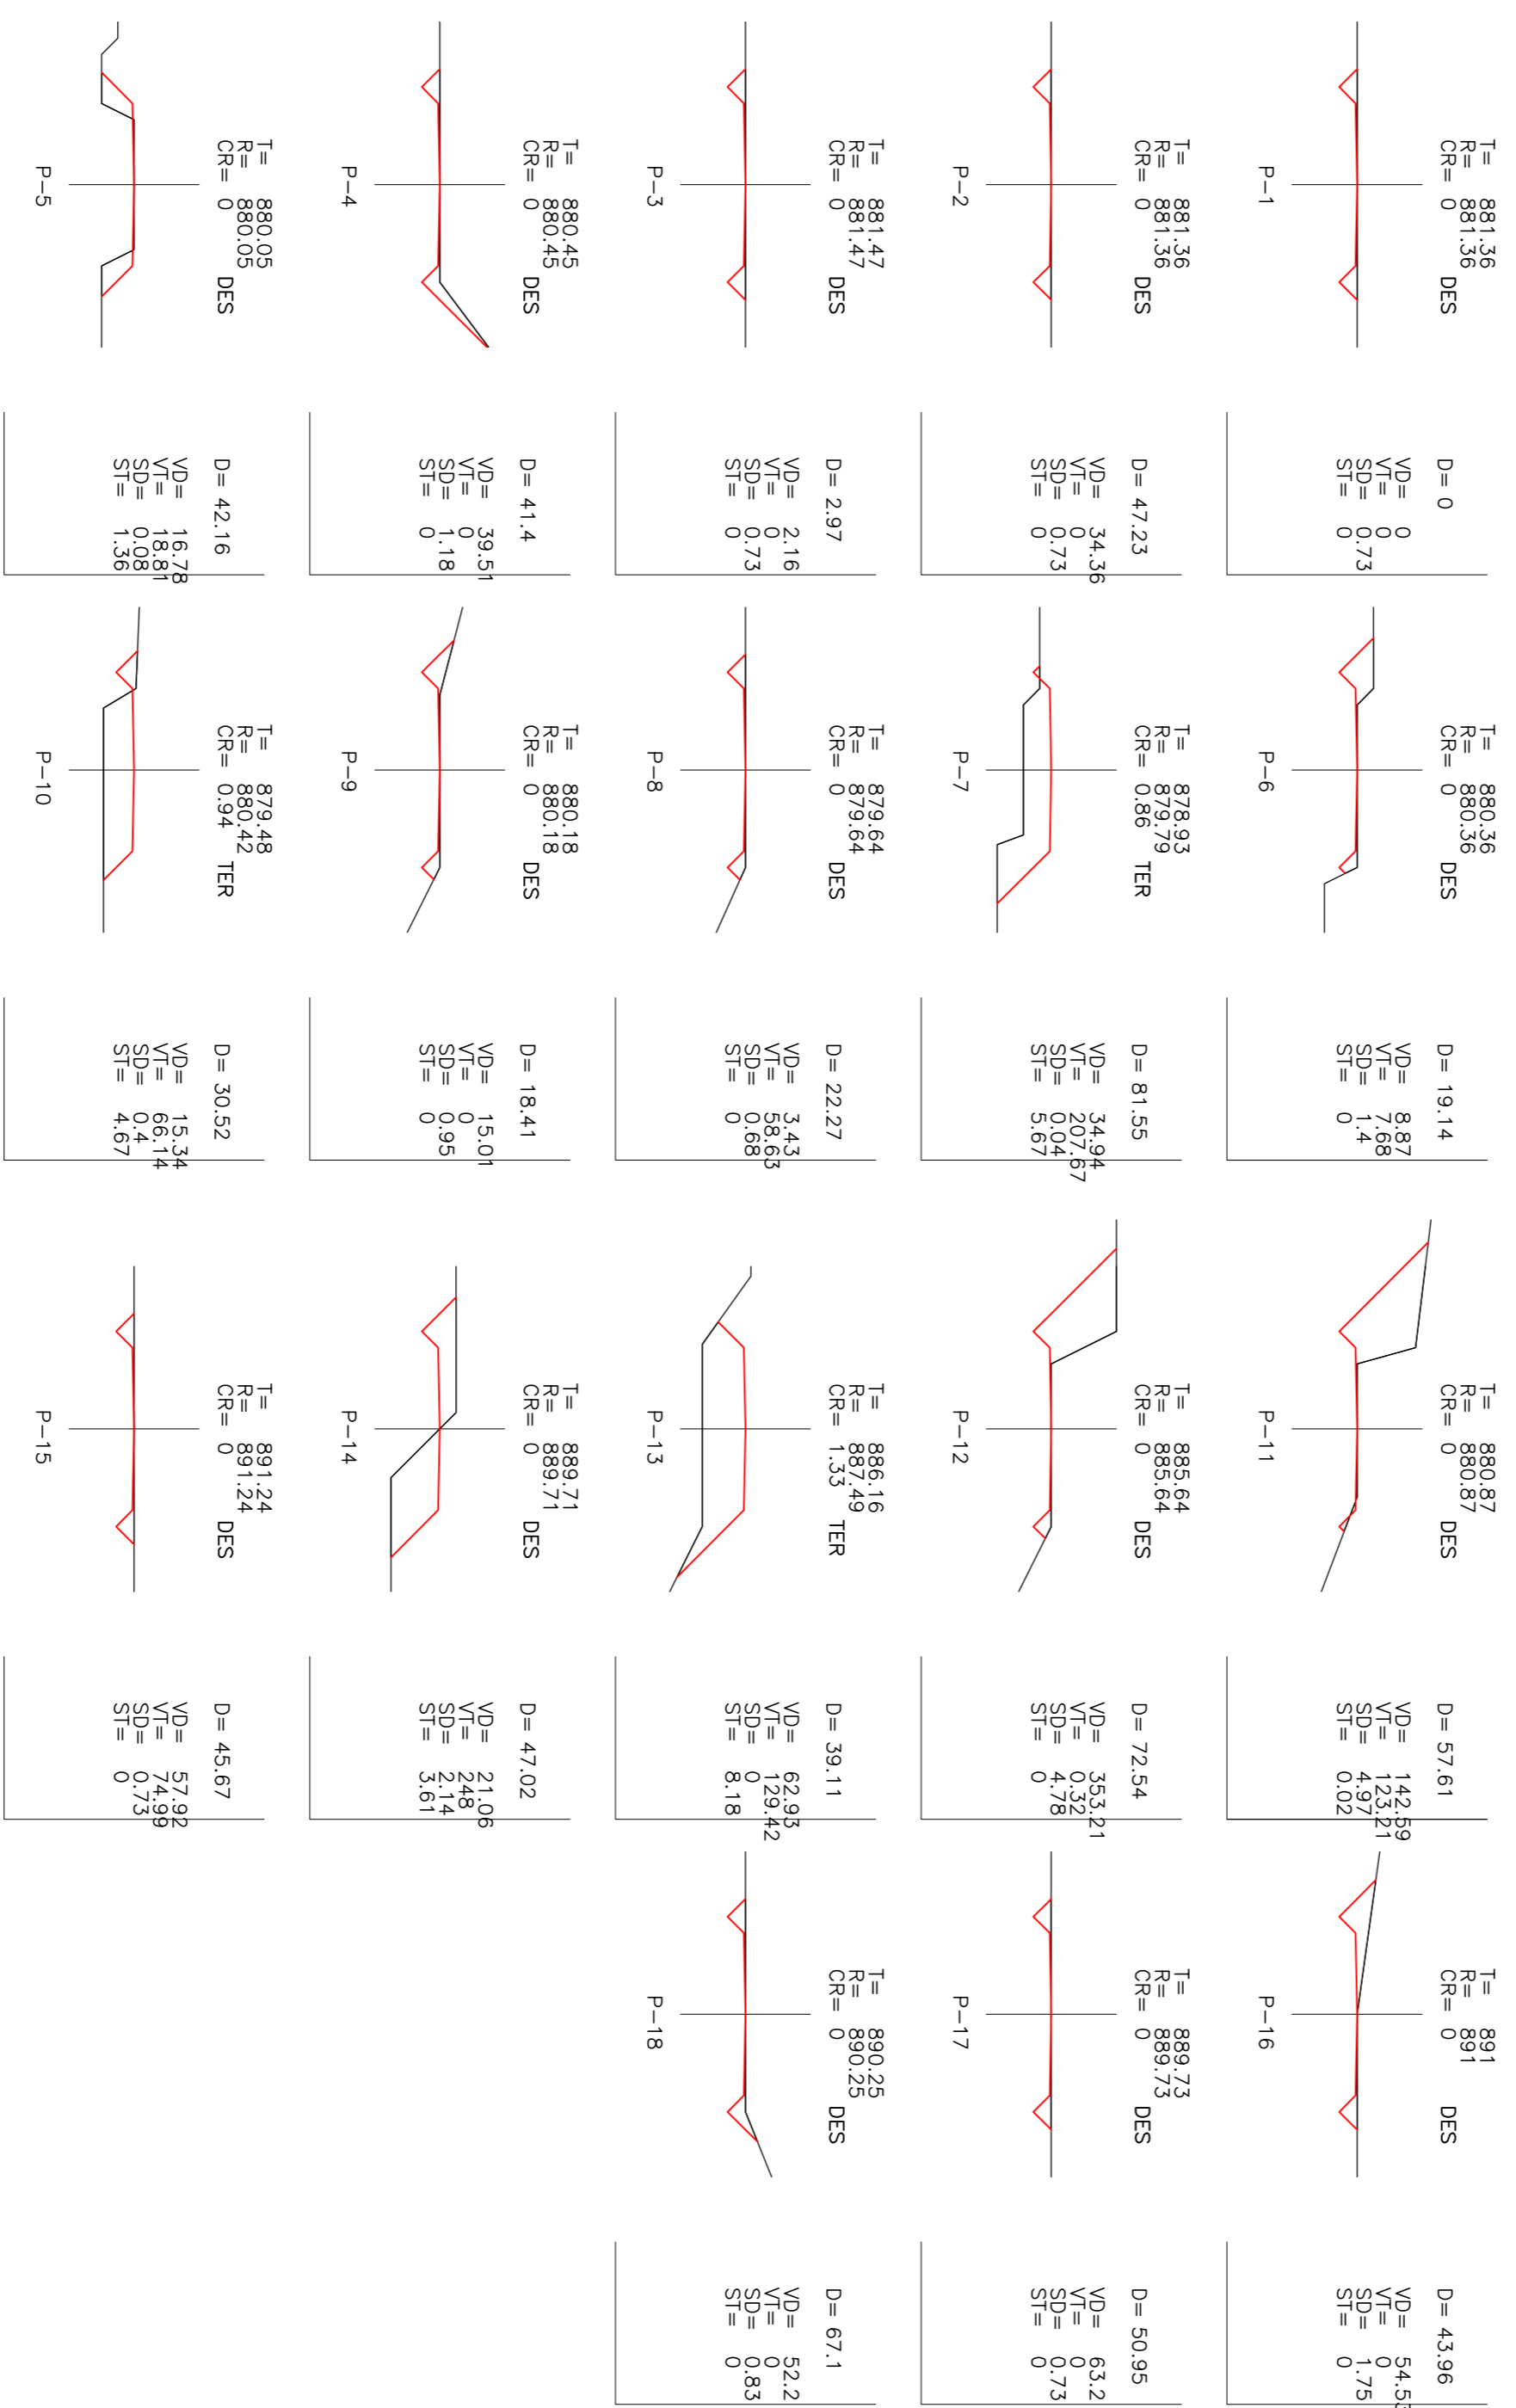 T= 881.36
R= 881.36
CR= 0 DES
P-1
D= 0
VD= 0
VT= 0
SD= 0.73
ST= 0
T= 881.36
R= 881.36
CR= 0 DES
P-2
D= 47.23
VD= 34.36
VT= 0
SD= 0.73
ST= 0
T= 881.47
R= 881.47
CR= 0 DES
P-3
D= 2.97
VD= 2.16
VT= 0
SD= 0.73
ST= 0
T= 880.45
R= 880.45
CR= 0 DES
P-4
D= 41.4
VD= 39.51
VT= 0
SD= 1.18
ST= 0
T= 880.05
R= 880.05
CR= 0 DES
P-5
D= 42.16
VD= 16.78
VT= 18.81
SD= 0.08
ST= 1.36
T= 880.36
R= 880.36
CR= 0 DES
P-6
D= 19.14
VD= 8.87
VT= 7.68
SD= 1.4
ST= 0
T= 878.93
R= 879.79
CR= 0.86 TER
P-7
D= 81.55
VD= 34.94
VT= 207.67
SD= 0.04
ST= 5.67
T= 879.64
R= 879.64
CR= 0 DES
P-8
D= 22.27
VD= 3.43
VT= 58.63
SD= 0.68
ST= 0
T= 880.18
R= 880.18
CR= 0 DES
P-9
D= 18.41
VD= 15.01
VT= 0
SD= 0.95
ST= 0
T= 879.48
R= 880.42
CR= 0.94 TER
P-10
D= 30.52
VD= 15.34
VT= 66.14
SD= 0.4
ST= 4.67
T= 880.87
R= 880.87
CR= 0 DES
P-11
D= 57.61
VD= 142.59
VT= 123.21
SD= 4.97
ST= 0.02
T= 885.64
R= 885.64
CR= 0 DES
P-12
D= 72.54
VD= 353.21
VT= 0.32
SD= 4.78
ST= 0
T= 886.16
R= 887.49
CR= 1.33 TER
P-13
D= 39.11
VD= 62.93
VT= 129.42
SD= 0
ST= 8.18
T= 889.71
R= 889.71
CR= 0 DES
P-14
D= 47.02
VD= 21.06
VT= 248
SD= 2.14
ST= 3.61
T= 891.24
R= 891.24
CR= 0 DES
P-15
D= 45.67
VD= 57.92
VT= 74.99
SD= 0.73
ST= 0
T= 891
R= 891
CR= 0 DES
P-16
D= 43.96
VD=
VT= 0
SD= 1.75
ST= 0
T= 889.73
R= 889.73
CR= 0 DES
P-17
D= 50.95
VD= 63.2
VT= 0
SD= 0.73
ST= 0
T= 890.25
R= 890.25
CR= 0 DES
P-18
D= 67.1
VD= 52.2
VT= 0
SD= 0.83
ST= 0